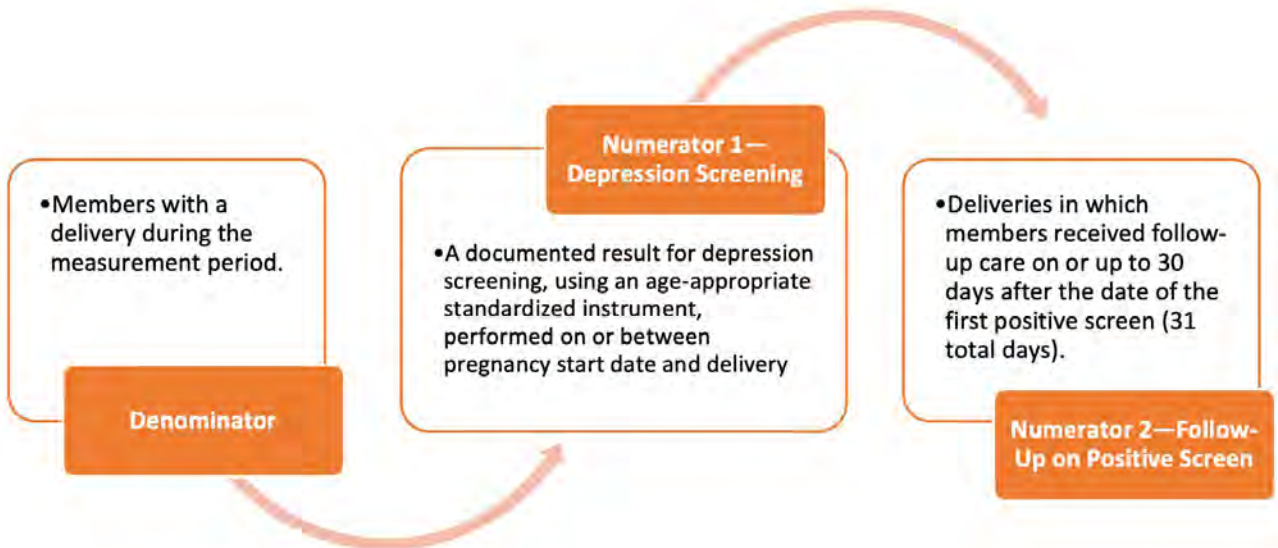 •Members with a
delivery during the
measurement period.
Denominator
Numerator 1—
Depression Screening
•A documented result for depression
screening, using an age-appropriate
standardized instrument,
performed on or between
pregnancy start date and delivery
•Deliveries in which
members received follow-
up care on or up to 30
days after the date of the
first positive screen (31
total days).
Numerator 2—Follow-
Up on Positive Screen